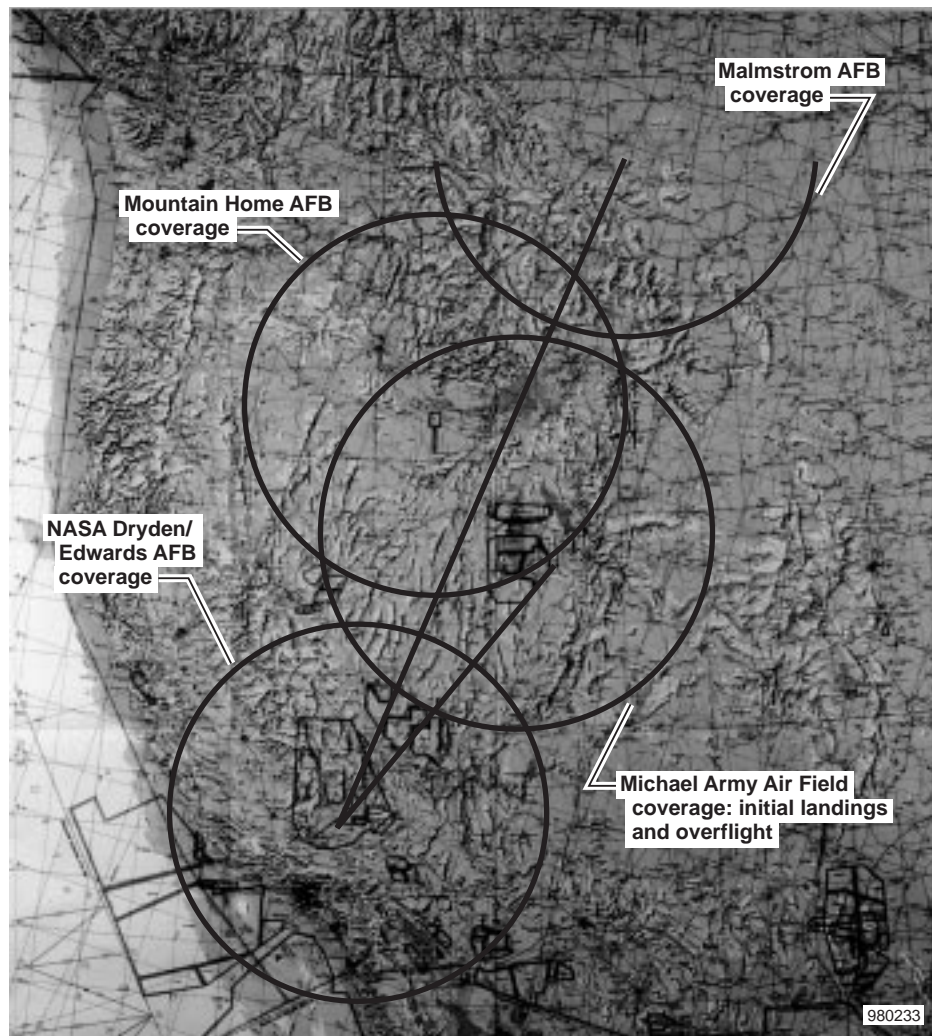 Malmstrom AFB
coverage
Mountain Home AFB
coverage
NASA Dryden/
Edwards AFB
coverage
Michael Army Air Field
coverage: initial landings
and overflight
980233